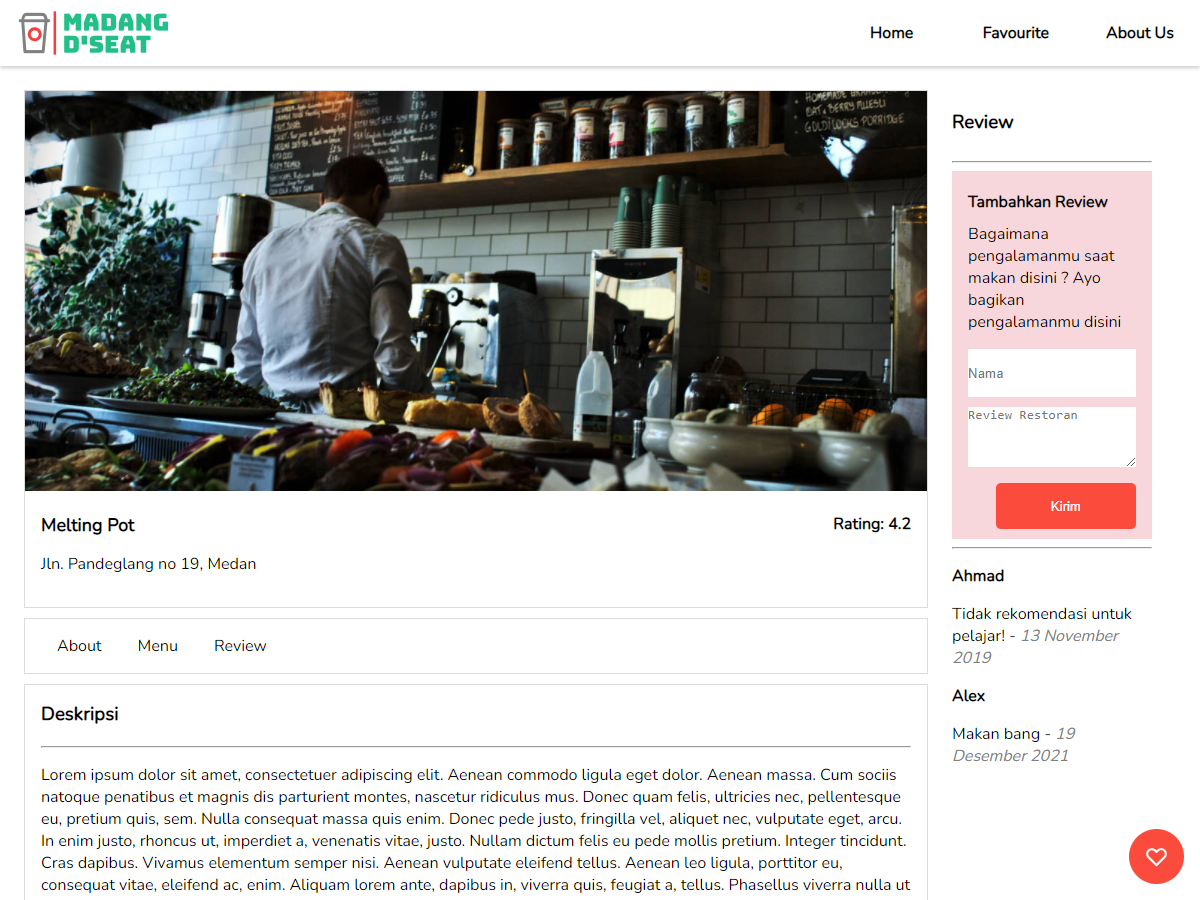 MADANG
D'SEAT
Home
Favourite
About Us
HOMEMADE GRANOLA
OAT, BERRY MUESLI
GOLDILOCKS PORRIDGE
Melting Pot
Rating: 4.2
Jln. Pandeglang no 19, Medan
About
Menu
Review
Deskripsi
Lorem ipsum dolor sit amet, consectetuer adipiscing elit. Aenean commodo ligula eget dolor. Aenean massa. Cum sociis
natoque penatibus et magnis dis parturient montes, nascetur ridiculus mus. Donec quam felis, ultricies nec, pellentesque
eu, pretium quis, sem. Nulla consequat massa quis enim. Donec pede justo, fringilla vel, aliquet nec, vulputate eget, arcu.
In enim justo, rhoncus ut, imperdiet a, venenatis vitae, justo. Nullam dictum felis eu pede mollis pretium. Integer tincidunt.
Cras dapibus. Vivamus elementum semper nisi. Aenean vulputate eleifend tellus. Aenean leo ligula, porttitor eu,
consequat vitae, eleifend ac, enim. Aliquam lorem ante, dapibus in, viverra quis, feugiat a, tellus. Phasellus viverra nulla ut
Review
Tambahkan Review
Bagaimana
pengalamanmu saat
makan disini ? Ayo
bagikan
pengalamanmu disini
Nama
Review Restoran
Kirim
Ahmad
Tidak rekomendasi untuk
pelajar! - 13 November
2019
Alex
Makan bang - 19
Desember 2021